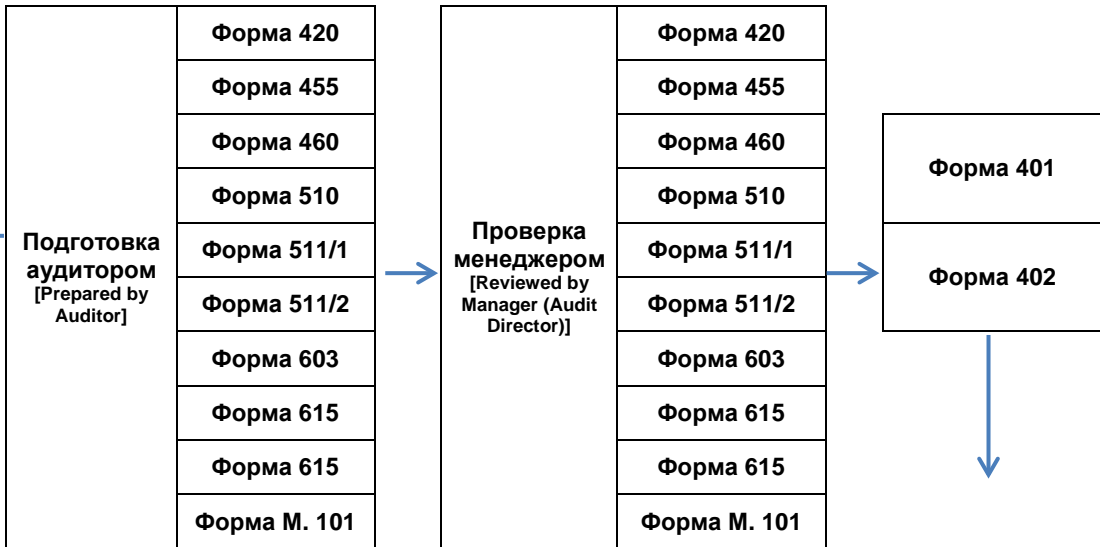 Подготовка
аудитором
[Prepared by
Auditor]
Форма 420
Форма 455
Форма 460
Форма 510
Форма 511/1
Форма 511/2
Форма 603
Форма 615
Форма 615
Форма М. 101
Проверка
менеджером
[Reviewed by
Manager (Audit
Director)]
Форма 420
Форма 455
Форма 460
Форма 510
Форма 511/1
Форма 511/2
Форма 603
Форма 615
Форма 615
Форма М. 101
Форма 401
Форма 402